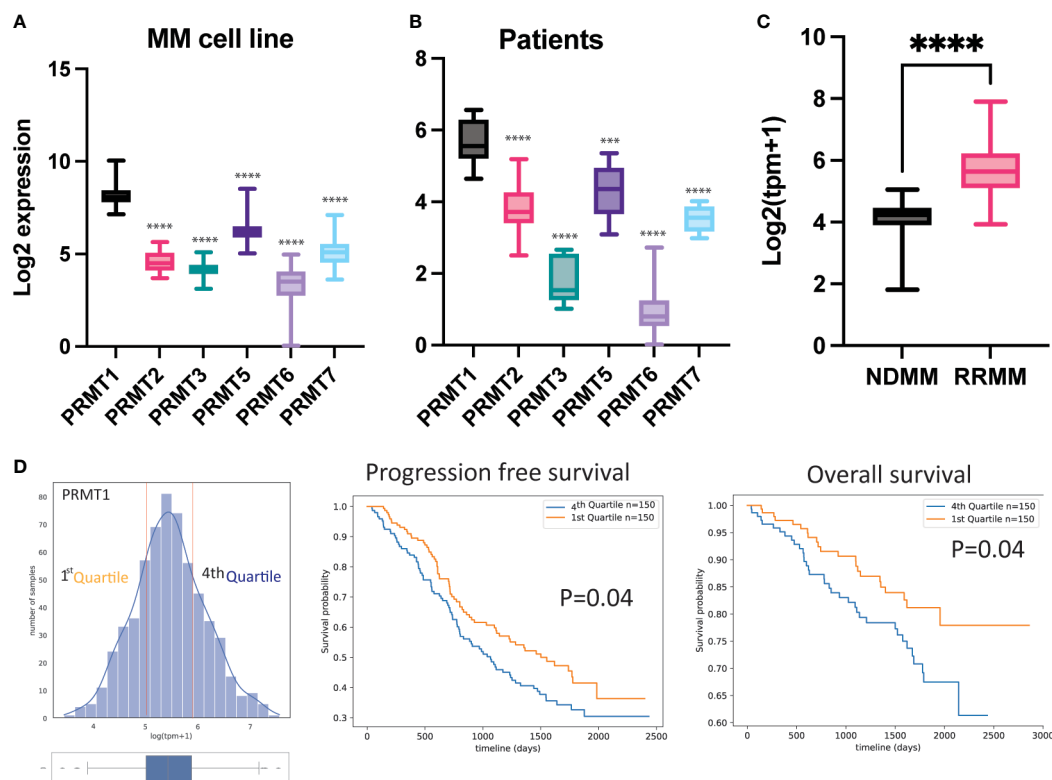 A
MM cell line
Log2 expression
15
10
5
0
****
****
****
****
****
PRMT1
PRMT2
PRMT3
PRMT5
PRMT6
PRMT7
B
Patients
8
6
4
2
0
****
****
***
****
****
PRMT1
PRMT2
PRMT3
PRMT5
PRMT6
PRMT7
C
Log2(tpm+1)
10
8
6
4
2
0
****
NDMM
RRMM
D
PRMT1
1st Quartile
4th Quartile
number of samples
80
70
60
50
40
30
20
10
0
4
5
6
7
log(tpm+1)
Progression free survival
4th Quartile n=150
1st Quartile n=150
P=0.04
Survival probability
1.0
0.9
0.8
0.7
0.6
0.5
0.4
0.3
0
500
1000
1500
2000
2500
timeline (days)
Overall survival
4th Quartile n=150
1st Quartile n=150
P=0.04
Survival probability
1.00
0.95
0.90
0.85
0.80
0.75
0.70
0.65
0.60
0
500
1000
1500
2000
2500
3000
timeline (days)